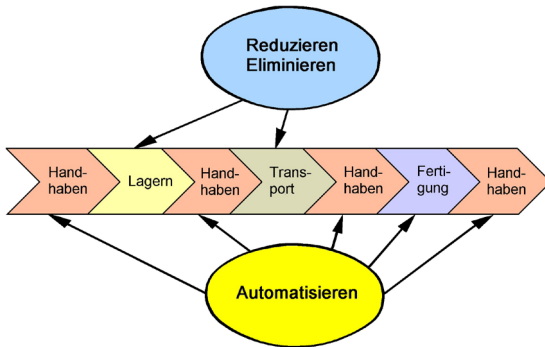 Reduzieren
Eliminieren
Hand-
haben
Lagern
Hand-
haben
Trans-
port
Hand-
haben
Ferti-
gung
Hand-
haben
Automatisieren